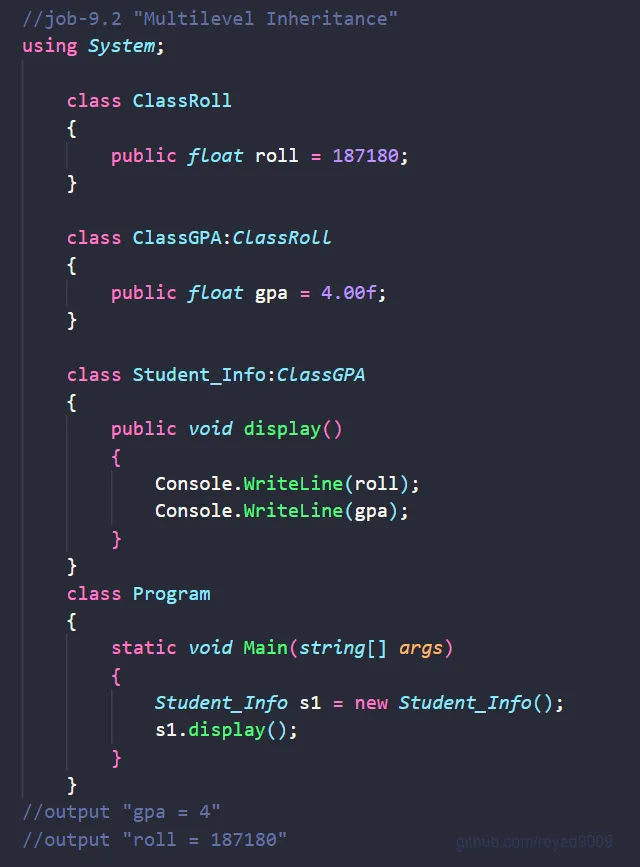 //job-9.2 "Multilevel Inheritance"
using System;
class ClassRoll
{
public float roll = 187180;
}
class ClassGPA:ClassRoll
{
public float gpa = 4.00f;
}
class Student_Info:ClassGPA
{
public void display()
{
Console.WriteLine(roll);
Console.WriteLine(gpa);
}
}
class Program
{
static void Main(string[] args)
{
Student_Info s1 = new Student_Info();
s1.display();
}
}
//output "gpa = 4"
//output "roll = 187180"
github.com/reyad9009